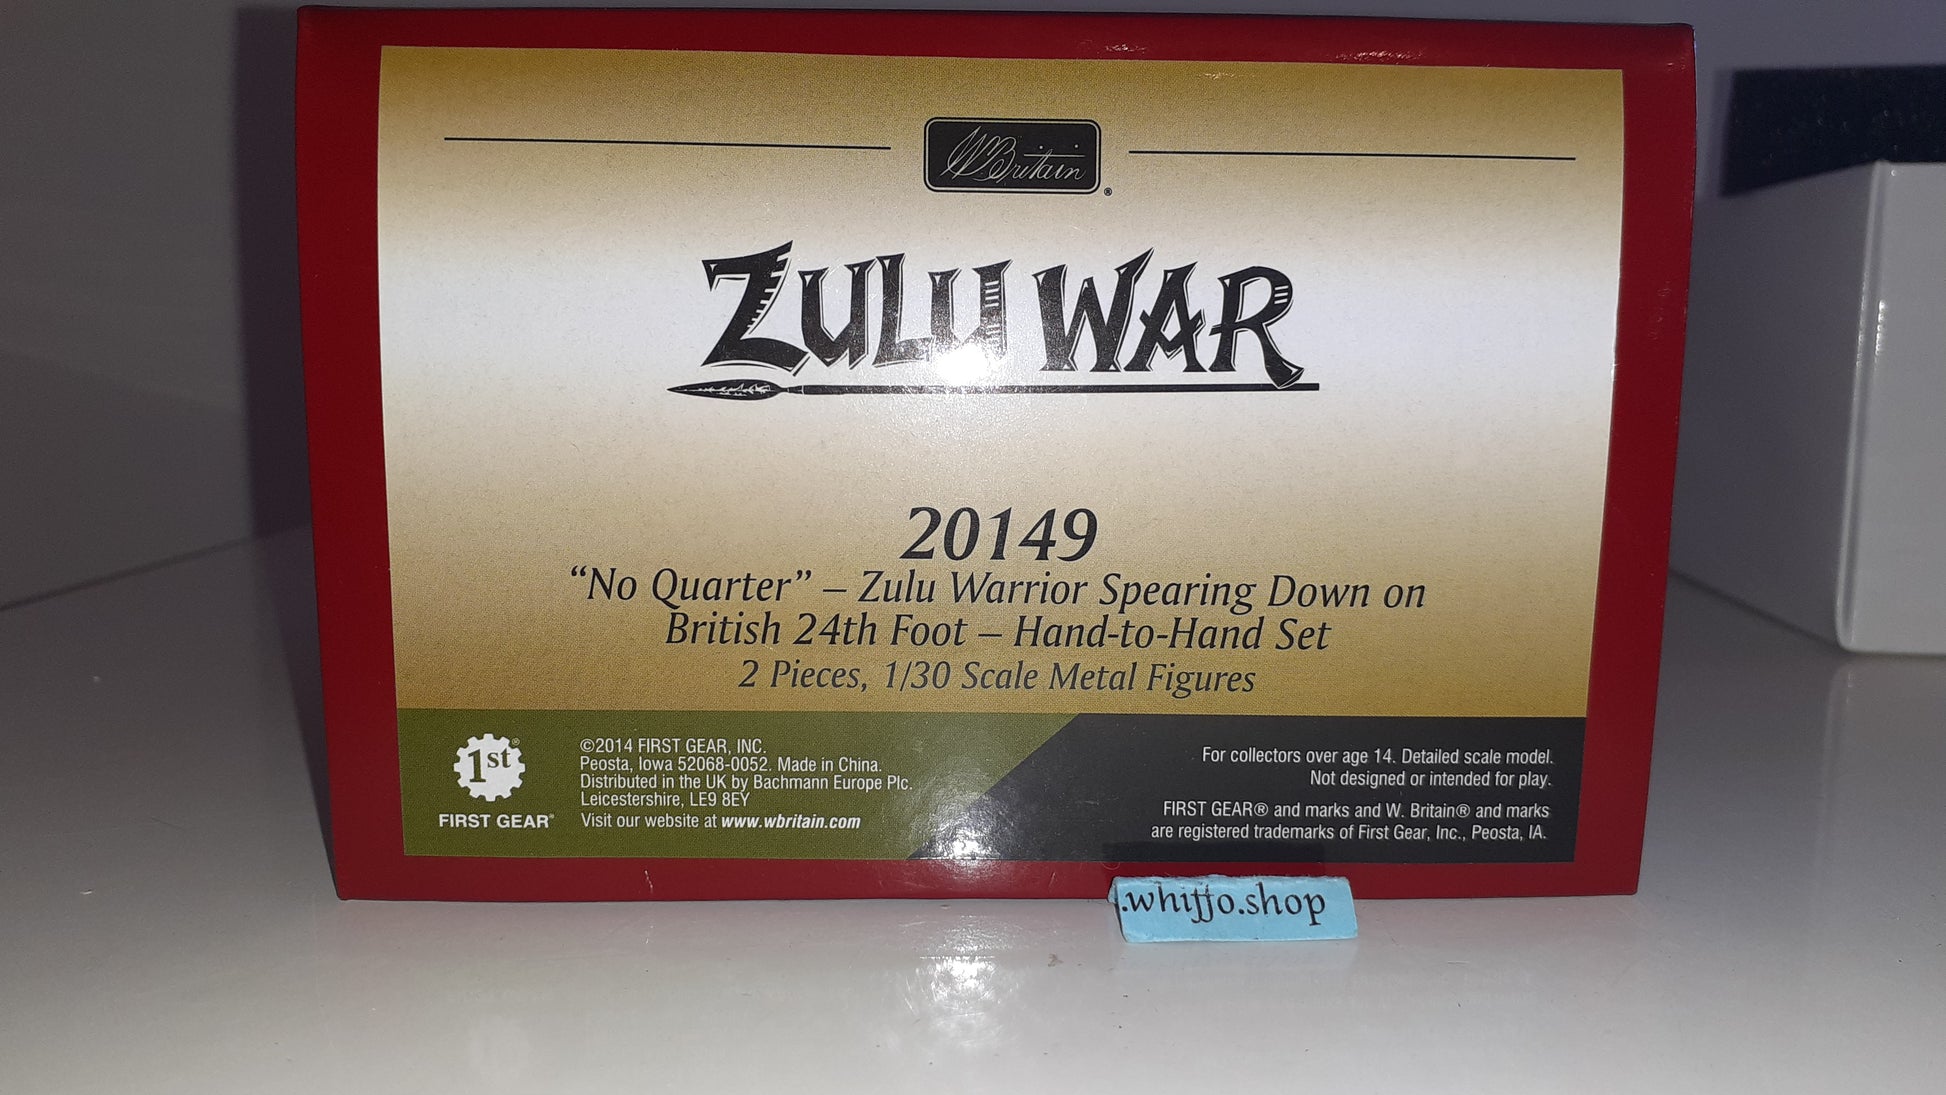 W Britain®
ZULU WAR
20149
“No Quarter” – Zulu Warrior Spearing Down on
British 24th Foot – Hand-to-Hand Set
2 Pieces, 1/30 Scale Metal Figures
1st®
FIRST GEAR®
©2014 FIRST GEAR, INC.
Peosta, Iowa 52068-0052. Made in China.
Distributed in the UK by Bachmann Europe Plc.
Leicestershire, LE9 8EY
Visit our website at www.wbritain.com
For collectors over age 14. Detailed scale model.
Not designed or intended for play.
FIRST GEAR® and marks and W. Britain® and marks
are registered trademarks of First Gear, Inc., Peosta, IA.
.whiffo.shop